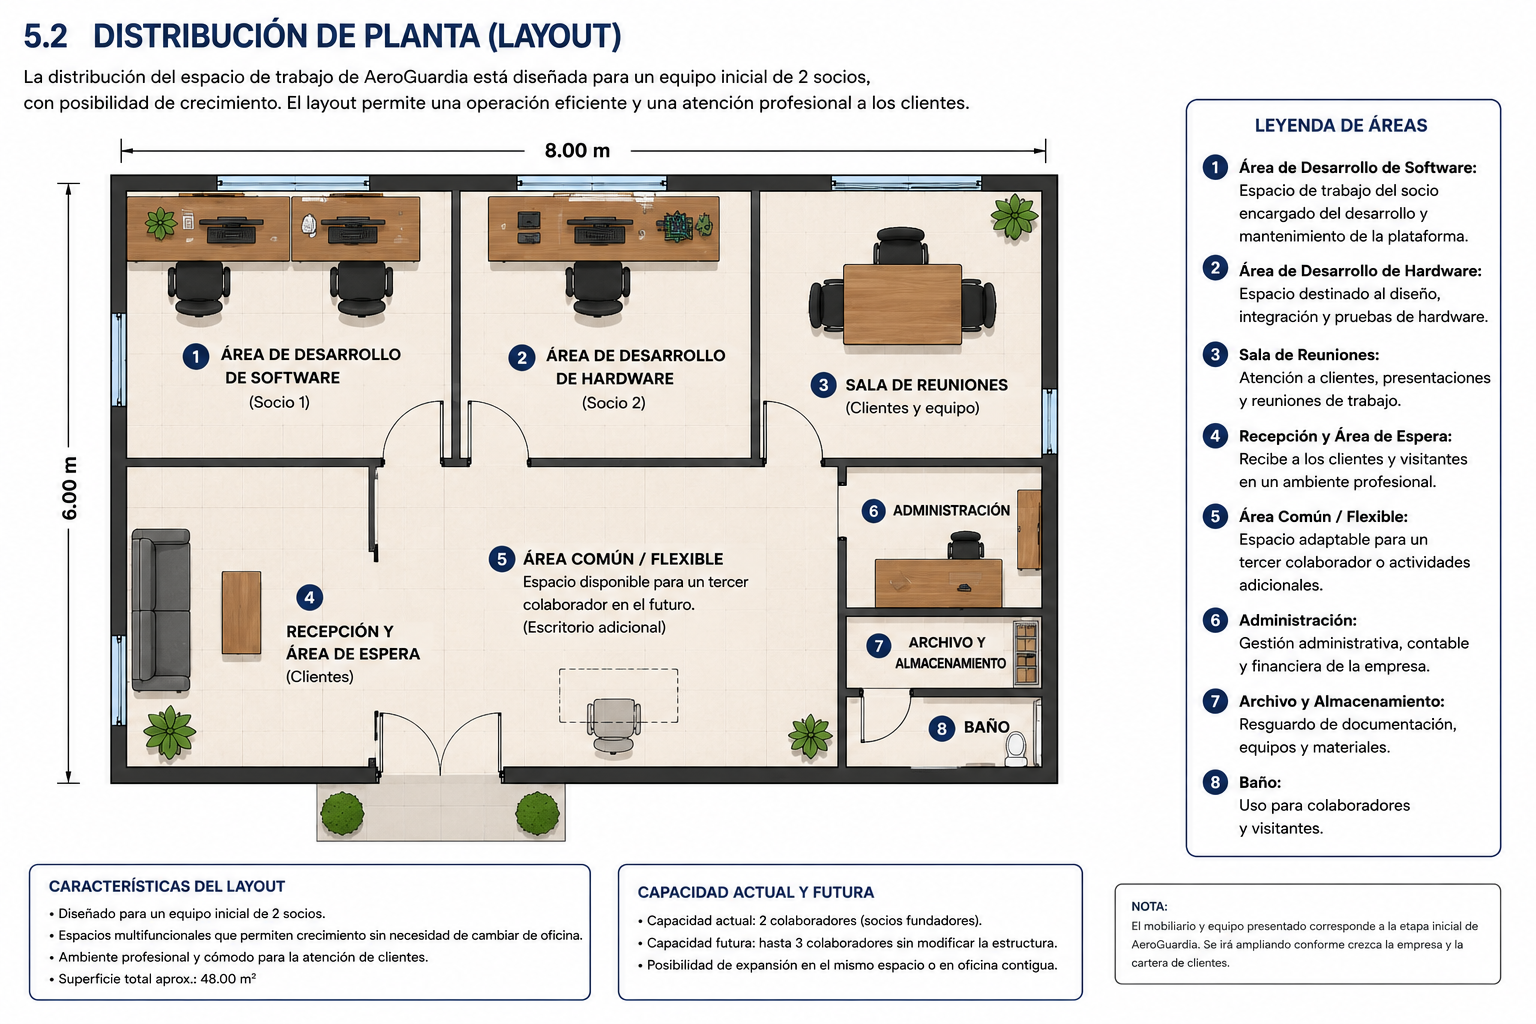 5.2 DISTRIBUCIÓN DE PLANTA (LAYOUT)
La distribución del espacio de trabajo de AeroGuardia está diseñada para un equipo inicial de 2 socios,
con posibilidad de crecimiento. El layout permite una operación eficiente y una atención profesional a los clientes.
8.00 m
6.00 m
1 ÁREA DE DESARROLLO
DE SOFTWARE
(Socio 1)
2 ÁREA DE DESARROLLO
DE HARDWARE
(Socio 2)
3 SALA DE REUNIONES
(Clientes y equipo)
4
RECEPCIÓN Y
ÁREA DE ESPERA
(Clientes)
5 ÁREA COMÚN / FLEXIBLE
Espacio disponible para un tercer
colaborador en el futuro.
(Escritorio adicional)
6 ADMINISTRACIÓN
7 ARCHIVO Y
ALMACENAMIENTO
8 BAÑO
LEYENDA DE ÁREAS
1 Área de Desarrollo de Software:
Espacio de trabajo del socio
encargado del desarrollo y
mantenimiento de la plataforma.
2 Área de Desarrollo de Hardware:
Espacio destinado al diseño,
integración y pruebas de hardware.
3 Sala de Reuniones:
Atención a clientes, presentaciones
y reuniones de trabajo.
4 Recepción y Área de Espera:
Recibe a los clientes y visitantes
en un ambiente profesional.
5 Área Común / Flexible:
Espacio adaptable para un
tercer colaborador o actividades
adicionales.
6 Administración:
Gestión administrativa, contable
y financiera de la empresa.
7 Archivo y Almacenamiento:
Resguardo de documentación,
equipos y materiales.
8 Baño:
Uso para colaboradores
y visitantes.
CARACTERÍSTICAS DEL LAYOUT
• Diseñado para un equipo inicial de 2 socios.
• Espacios multifuncionales que permiten crecimiento sin necesidad de cambiar de oficina.
• Ambiente profesional y cómodo para la atención de clientes.
• Superficie total aprox.: 48.00 m²
CAPACIDAD ACTUAL Y FUTURA
• Capacidad actual: 2 colaboradores (socios fundadores).
• Capacidad futura: hasta 3 colaboradores sin modificar la estructura.
• Posibilidad de expansión en el mismo espacio o en oficina contigua.
NOTA:
El mobiliario y equipo presentado corresponde a la etapa inicial de
AeroGuardia. Se irá ampliando conforme crezca la empresa y la
cartera de clientes.